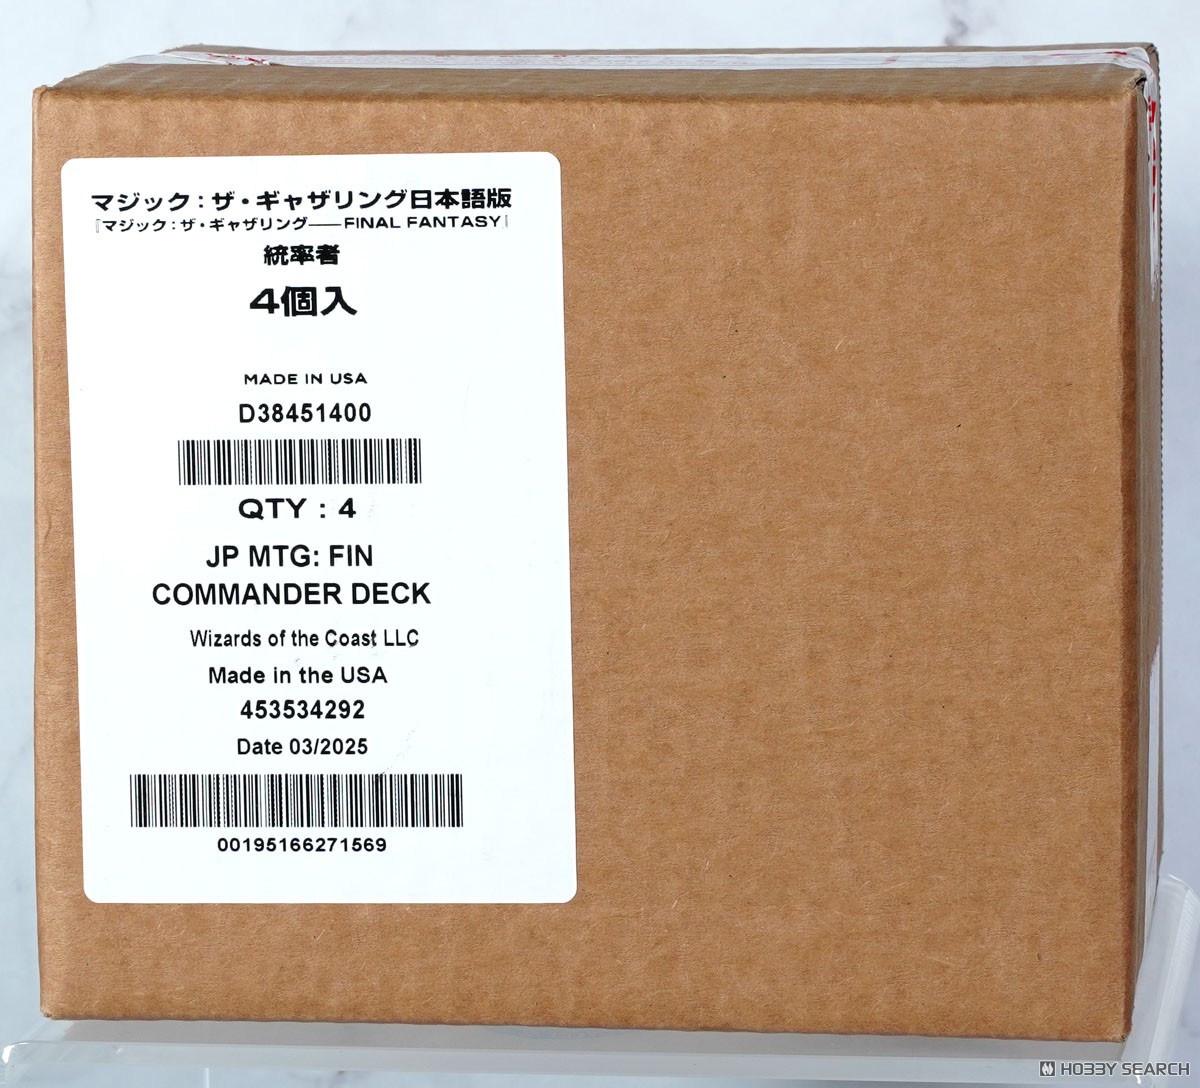 マジック：ザ・ギャザリング日本語版
『マジック：ザ・ギャザリング——FINAL FANTASY』
統率者
4個入
MADE IN USA
D38451400
QTY : 4
JP MTG: FIN
COMMANDER DECK
Wizards of the Coast LLC
Made in the USA
453534292
Date 03/2025
00195166271569
HOBBY SEARCH